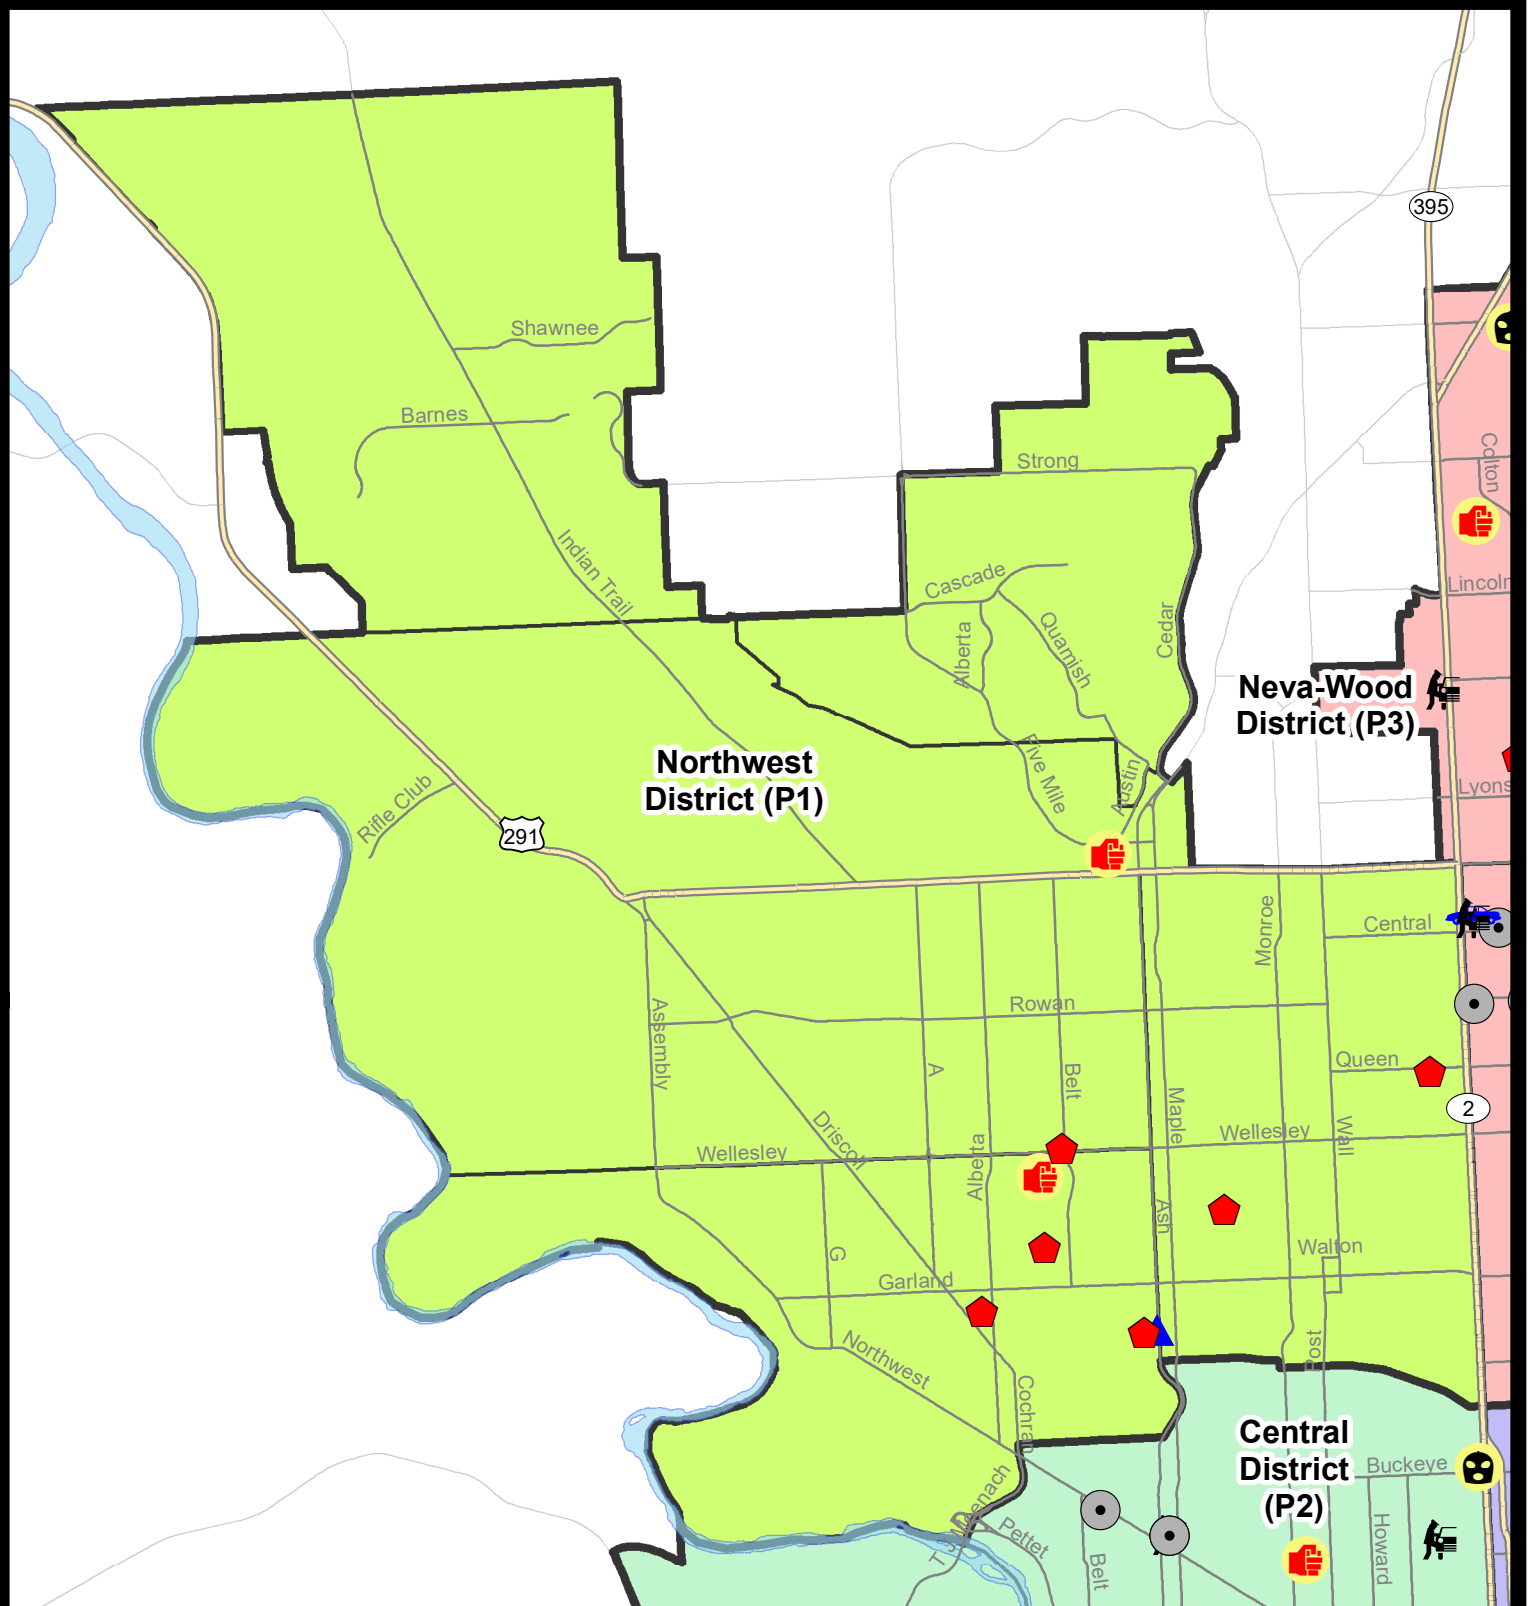 395
Shawnee
Barnes
Colton
Strong
Indian Trail
Cascade
Lincoln
Alberta
Quamish
Cedar
Neva-Wood
District (P3)
Northwest
District (P1)
Five Mile
Austin
Lyons
Rifle Club
291
Monroe
Central
Assembly
Rowan
A
Belt
Queen
Maple
2
Wellesley
Driscoll
Alberta
Wellesley
Wall
Ash
G
Walton
Garland
Northwest
Post
Cochran
Central
District
(P2)
Buckeye
T J Meenach
Pettet
Belt
Howard